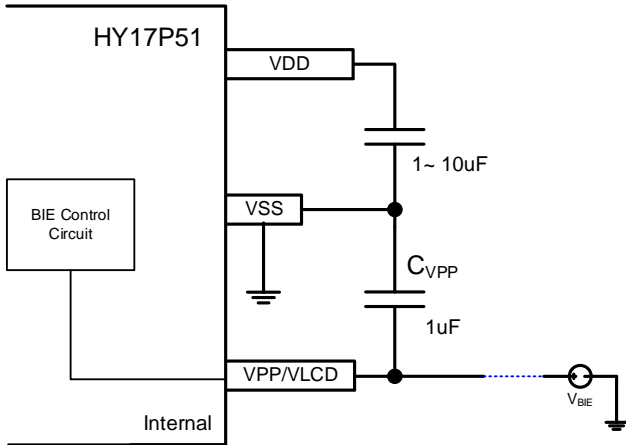 HY17P51
VDD
1~ 10uF
BIE Control
Circuit
VSS
CVPP
1uF
VPP/VLCD
VBIE
Internal